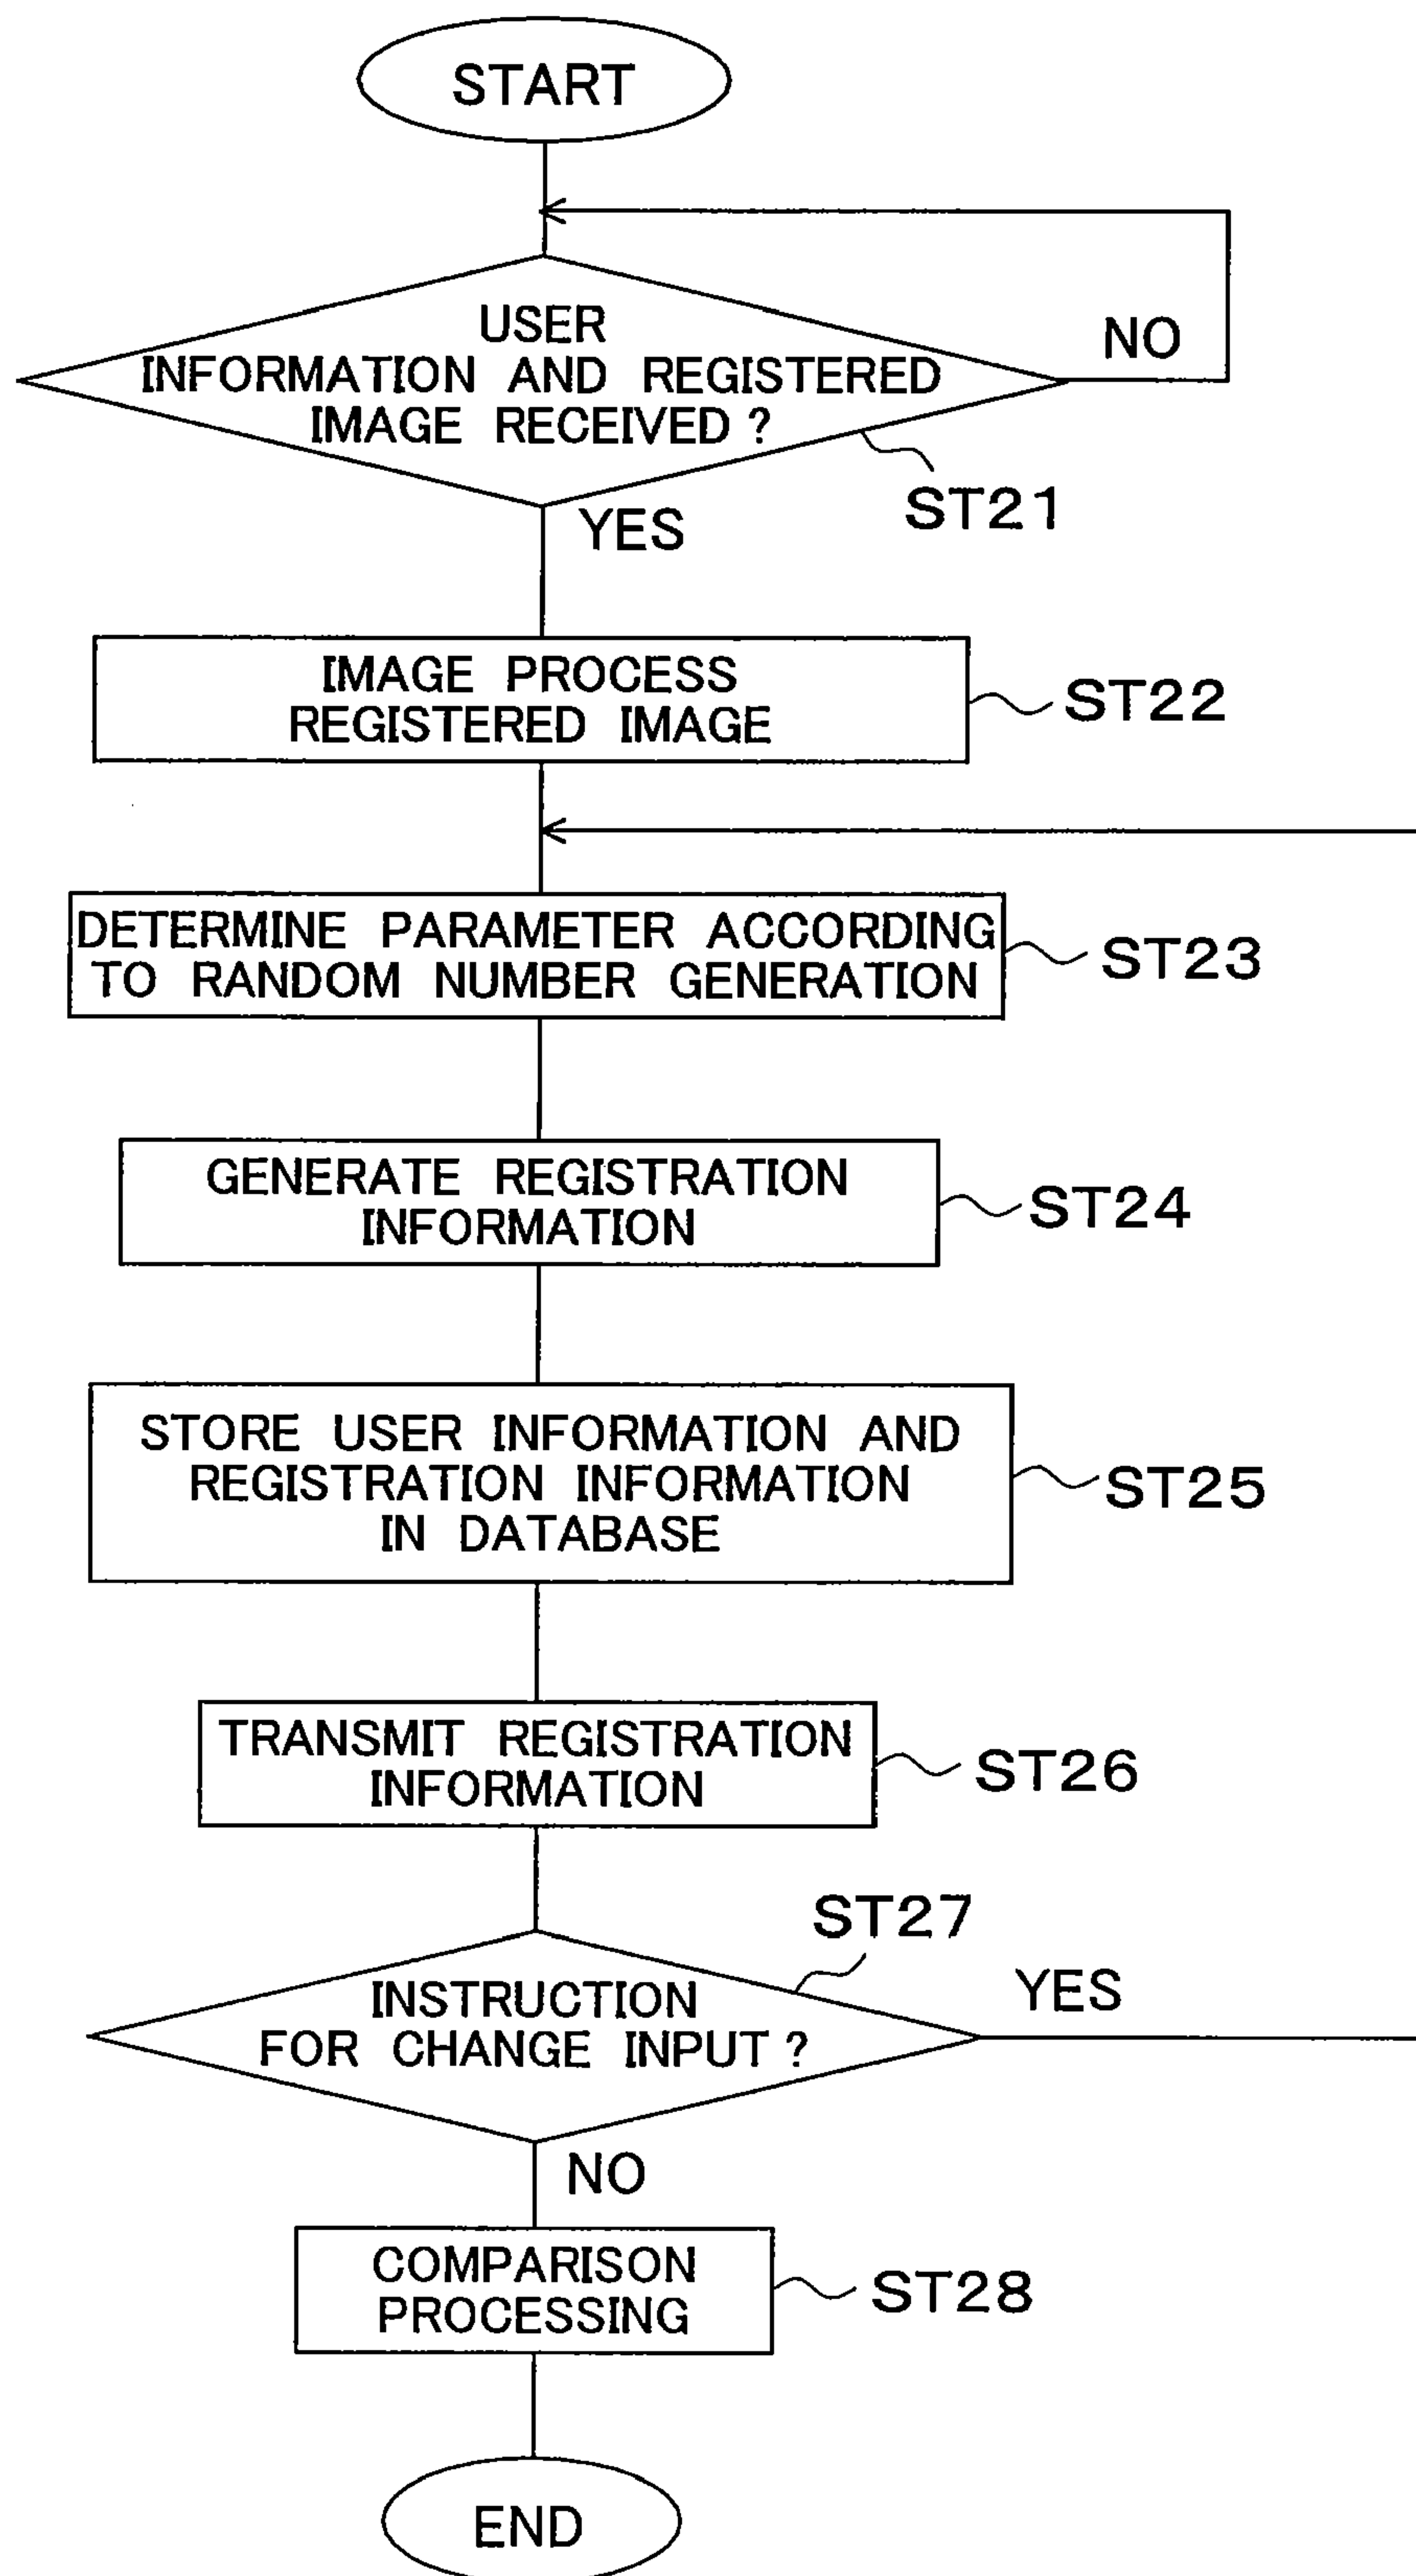 START
USER
INFORMATION AND REGISTERED
IMAGE RECEIVED?
NO
ST21
YES
IMAGE PROCESS
REGISTERED IMAGE
ST22
DETERMINE PARAMETER ACCORDING
TO RANDOM NUMBER GENERATION
ST23
GENERATE REGISTRATION
INFORMATION
ST24
STORE USER INFORMATION AND
REGISTRATION INFORMATION
IN DATABASE
ST25
TRANSMIT REGISTRATION
INFORMATION
ST26
ST27
INSTRUCTION
FOR CHANGE INPUT?
YES
NO
COMPARISON
PROCESSING
ST28
END